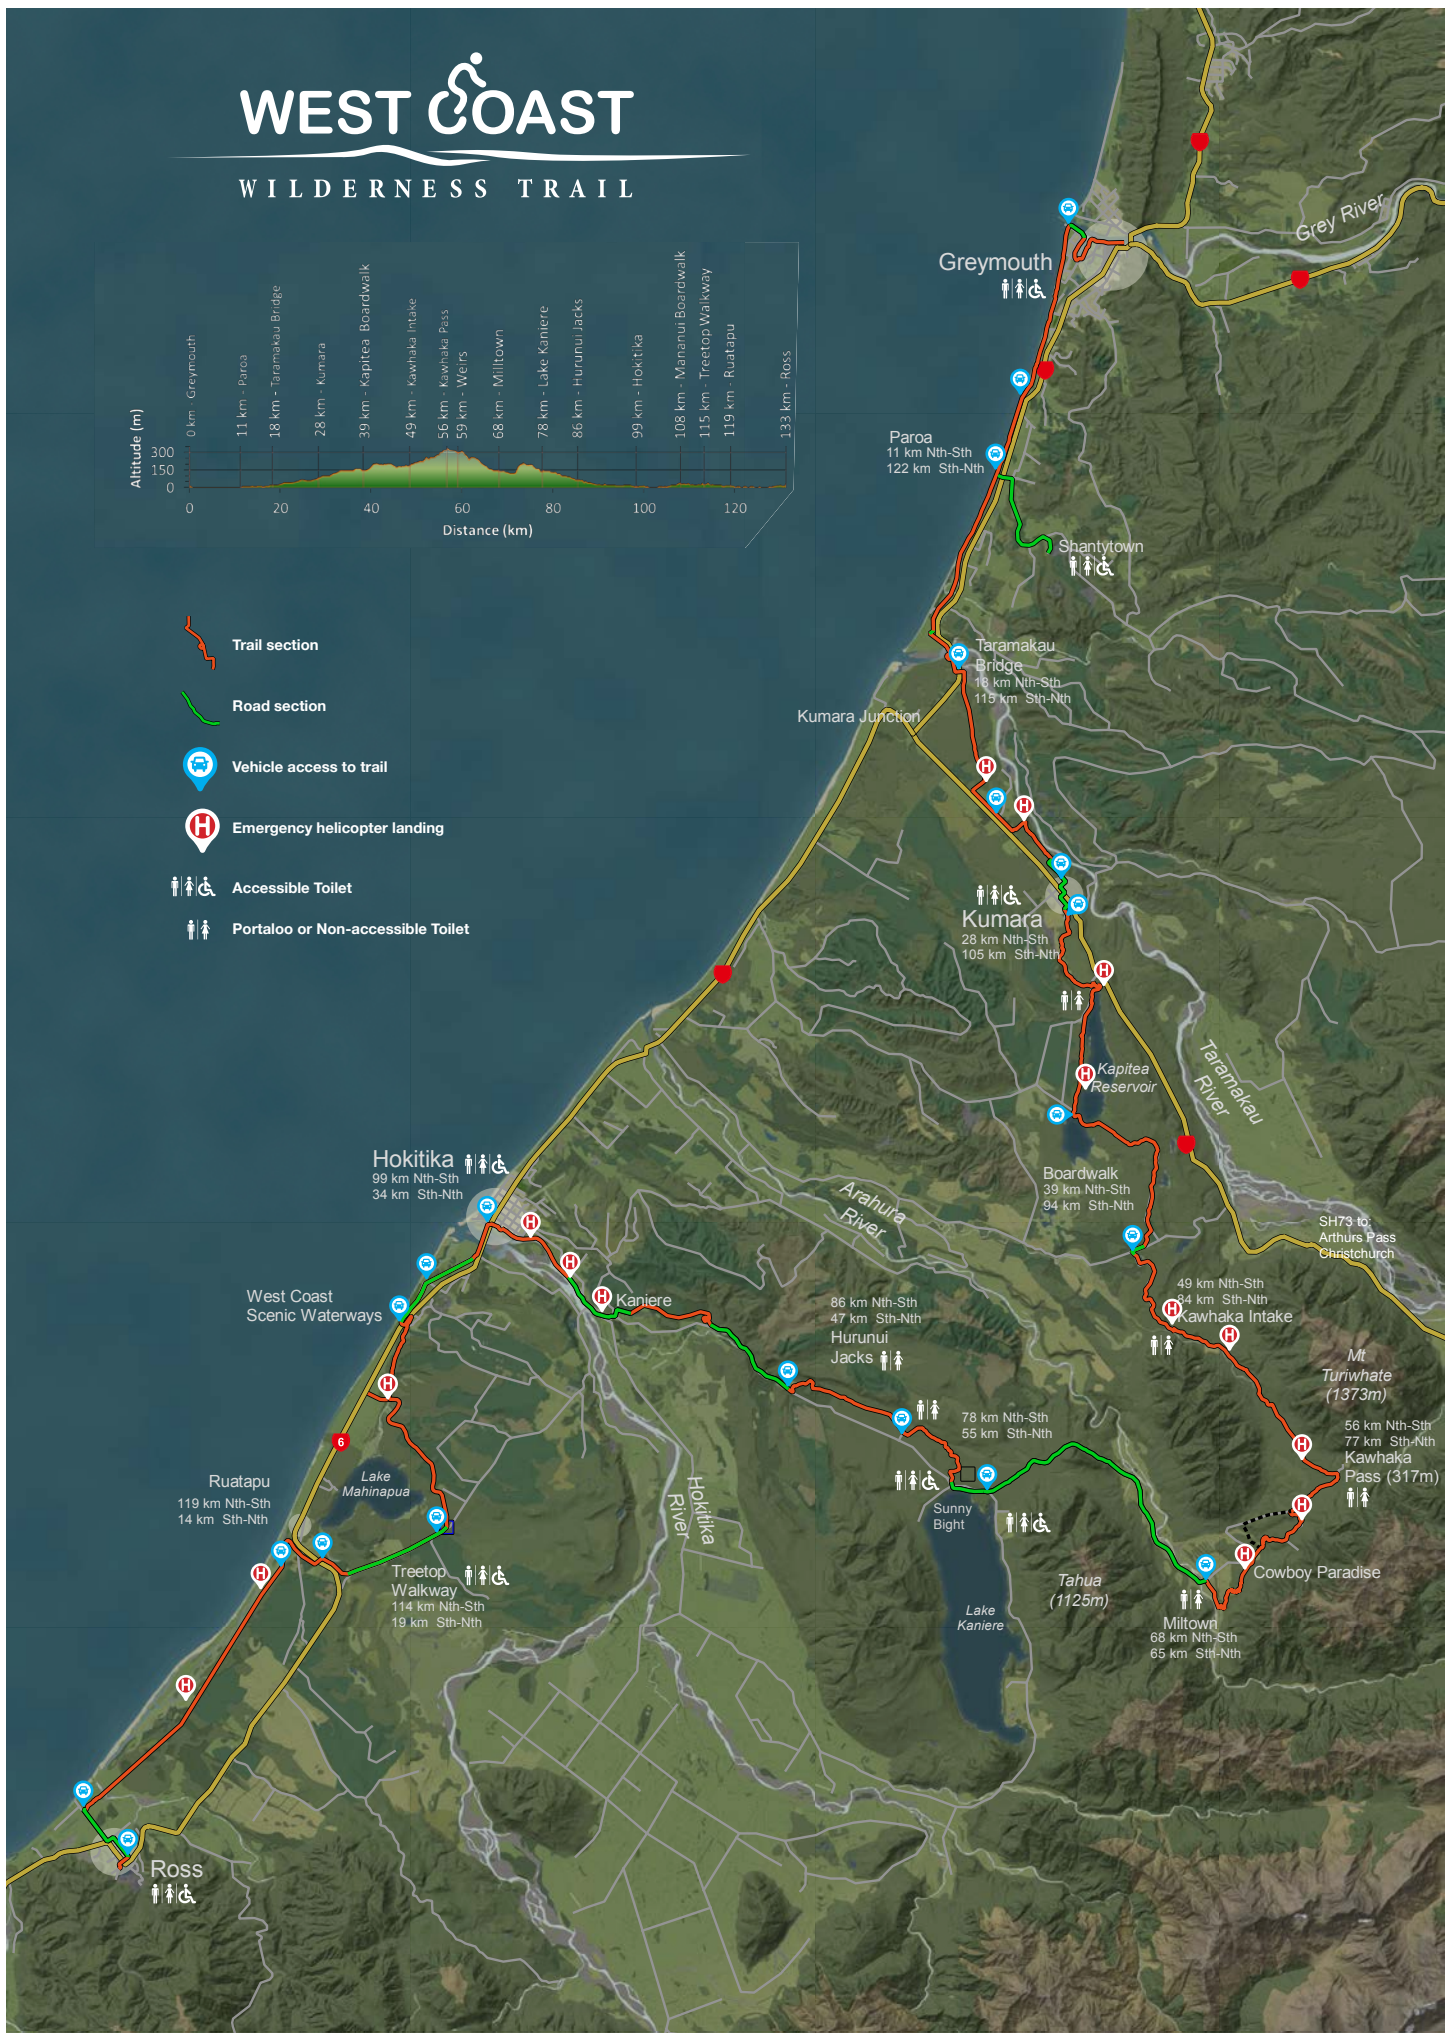 WEST COAST
WILDERNESS TRAIL
Altitude (m)
300
150
0
0 km - Greymouth
11 km - Paroa
18 km - Taramakau Bridge
28 km - Kumara
39 km - Kapitea Boardwalk
49 km - Kawhaka Intake
56 km - Kawhaka Pass
59 km - Weirs
68 km - Milltown
78 km - Lake Kaniere
86 km - Hurunui Jacks
99 km - Hokitika
108 km - Mananui Boardwalk
115 km - Treetop Walkway
119 km - Ruatapu
133 km - Ross
0 20 40 60 80 100 120
Distance (km)
Trail section
Road section
Vehicle access to trail
H
Emergency helicopter landing
Accessible Toilet
Portaloo or Non-accessible Toilet
Grey River
Greymouth
Paroa
11 km Nth-Sth
122 km Sth-Nth
Shantytown
Taramakau
Bridge
18 km Nth-Sth
115 km Sth-Nth
Kumara Junction
H
H
Kumara
28 km Nth-Sth
105 km Sth-Nth
H
H
Kapitea
Reservoir
Taramakau
River
Boardwalk
39 km Nth-Sth
94 km Sth-Nth
Arahura
River
SH73 to:
Arthurs Pass
Christchurch
Hokitika
99 km Nth-Sth
34 km Sth-Nth
H
H
H
Kaniere
West Coast
Scenic Waterways
49 km Nth-Sth
84 km Sth-Nth
Kawhaka Intake
H
H
86 km Nth-Sth
47 km Sth-Nth
Hurunui
Jacks
Mt
Turiwhate
(1373m)
H
78 km Nth-Sth
55 km Sth-Nth
56 km Nth-Sth
77 km Sth-Nth
Kawhaka
Pass (317m)
H
6
H
Lake
Mahinapua
Ruatapu
119 km Nth-Sth
14 km Sth-Nth
Hokitika
River
Sunny
Bight
H
H
Cowboy Paradise
Treetop
Walkway
114 km Nth-Sth
19 km Sth-Nth
Tahua
(1125m)
Lake
Kaniere
Miltown
68 km Nth-Sth
65 km Sth-Nth
H
H
Ross